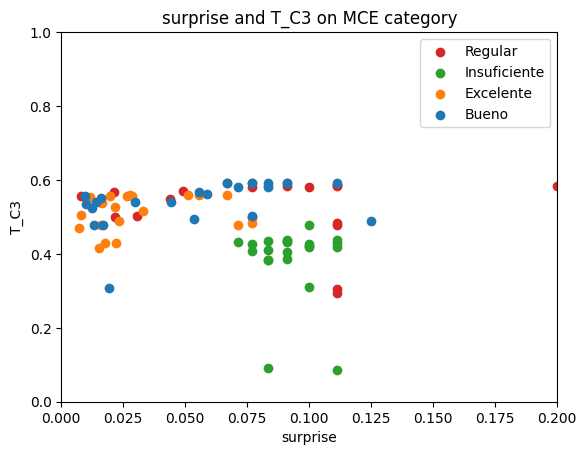 surprise and T_C3 on MCE category
1.0
0.8
0.6
0.4
0.2
0.0
T_C3
Regular
Insuficiente
Excelente
Bueno
0.000 0.025 0.050 0.075 0.100 0.125 0.150 0.175 0.200
surprise